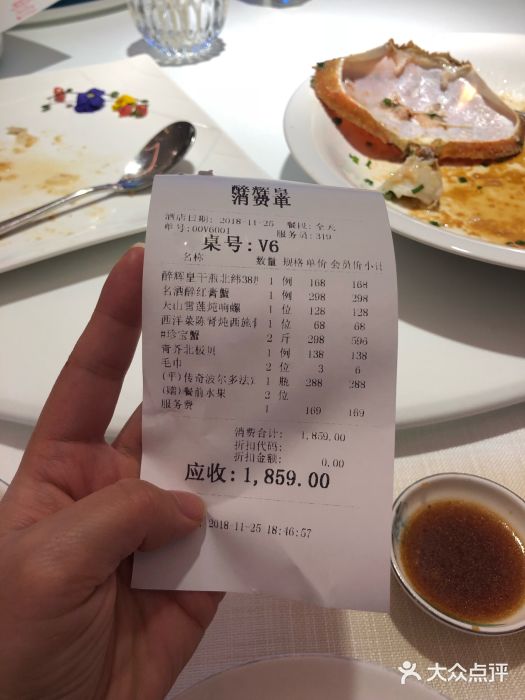 醉辉皇
消费单
酒店日期: 2018-11-25 餐段: 全天
单号:00V6001 服务员:319
桌号:V6
名称 数量 规格 单价 会员价 小计
醉辉皇干煎北纬38 1 例 168 168
名酒醉红膏蟹 1 例 298 298
天山雪莲炖响螺 1 位 128 128
西洋菜陈肾炖西施 1 位 68 68
#珍宝蟹 2 斤 298 596
青芥北极贝 1 例 138 138
毛巾 2 位 3 6
(平)传奇波尔多法 1 瓶 288 288
餐前水果 2 位
服务费 1 169 169
消费合计: 1,859.00
折扣代码:
折扣金额: 0.00
应收:1,859.00
: 2018-11-25 18:46:57
大众点评